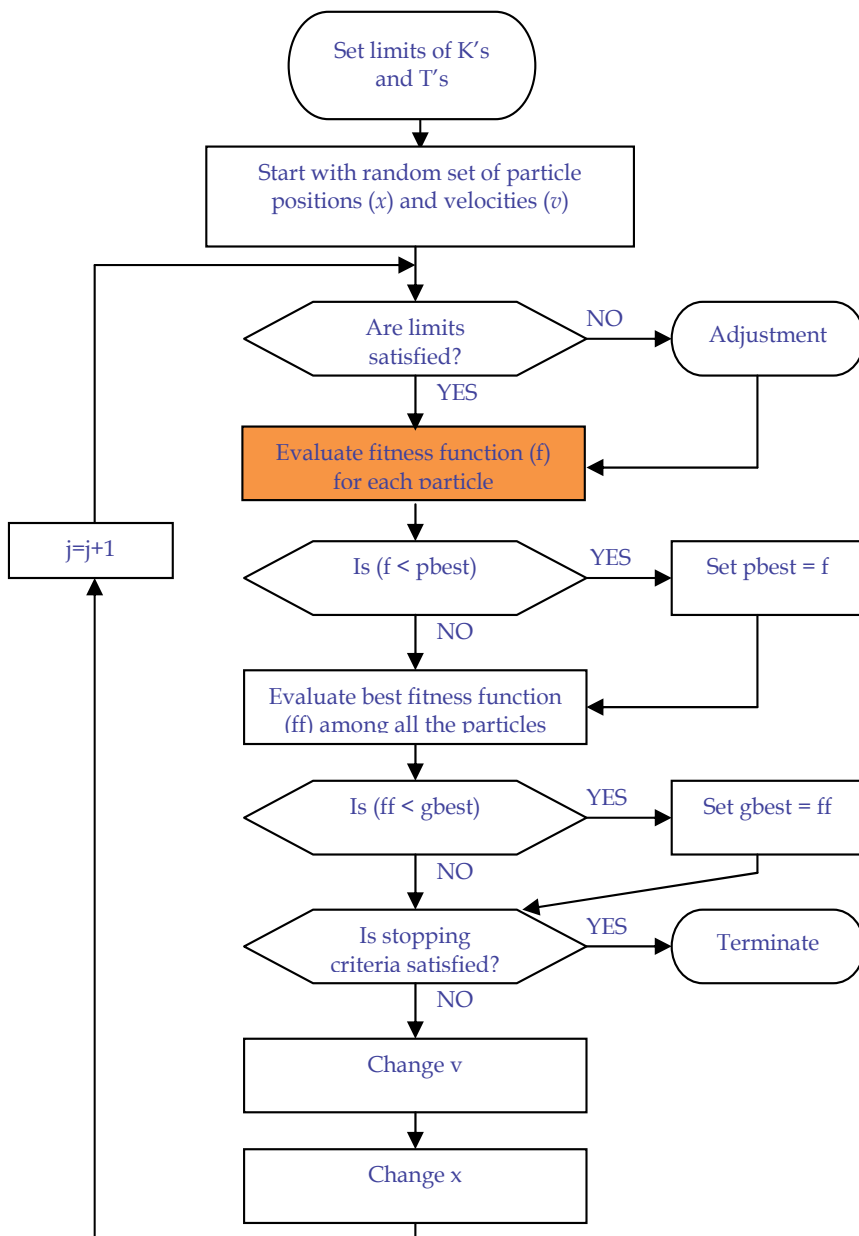 Set limits of K's
and T's
Start with random set of particle
positions (x) and velocities (v)
Are limits
satisfied?
NO
Adjustment
YES
Evaluate fitness function (f)
for each particle
j=j+1
Is (f < pbest)
YES
Set pbest = f
NO
Evaluate best fitness function
(ff) among all the particles
Is (ff < gbest)
YES
Set gbest = ff
NO
Is stopping
criteria satisfied?
YES
Terminate
NO
Change v
Change x